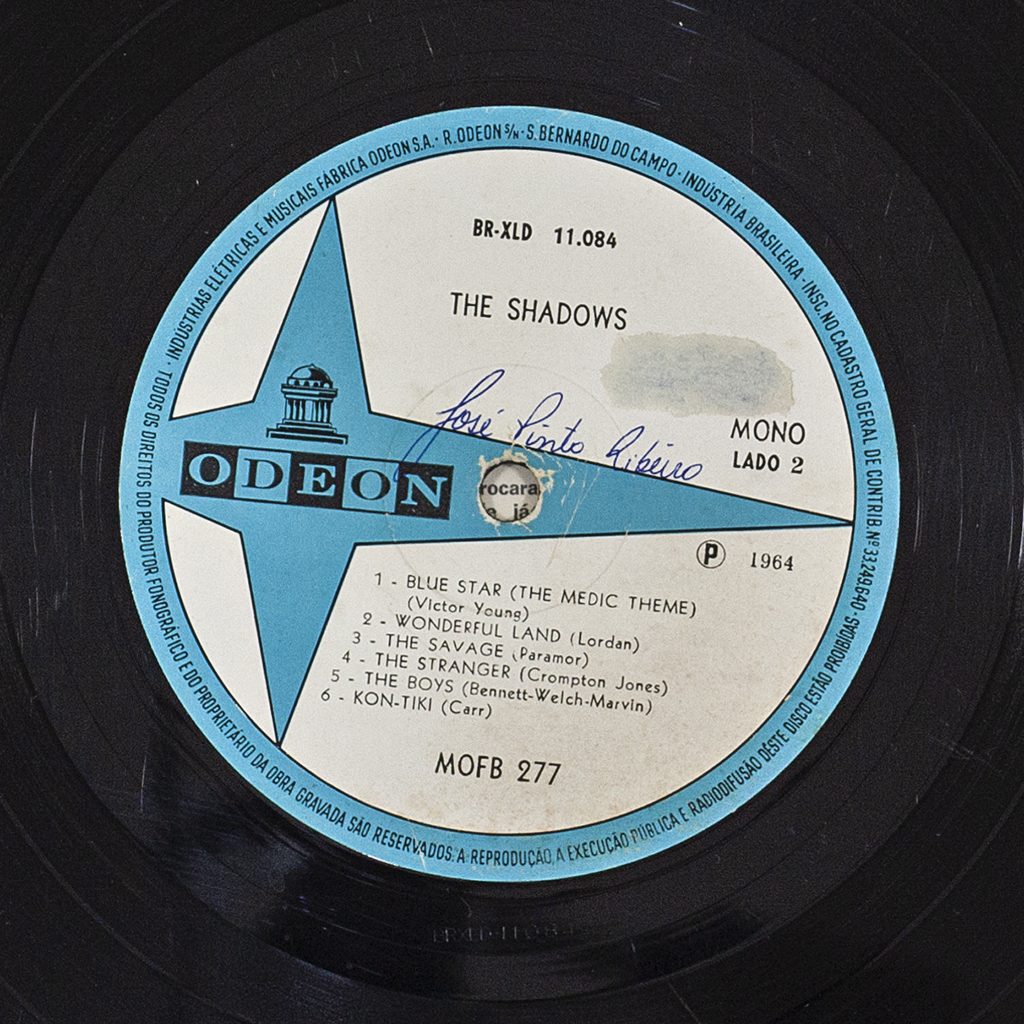 INDÚSTRIAS ELÉTRICAS E MUSICAIS FÁBRICA ODEON S.A. · R. ODEON S/N · S. BERNARDO DO CAMPO · INDÚSTRIA BRASILEIRA · INSC. NO CADASTRO GERAL DE CONTRIB. Nº 33249640 ·
TODOS OS DIREITOS DO PRODUTOR FONOGRÁFICO E DO PROPRIETÁRIO DA OBRA GRAVADA SÃO RESERVADOS. A REPRODUÇÃO, A EXECUÇÃO PÚBLICA E RADIODIFUSÃO DÊSTE DISCO ESTÃO PROIBIDAS ·
BR-XLD 11.084
THE SHADOWS
José Pinto Ribeiro
MONO
LADO 2
ODEON
rocara
e já
℗ 1964
1 - BLUE STAR (THE MEDIC THEME)
(Victor Young)
2 - WONDERFUL LAND (Lordan)
3 - THE SAVAGE (Paramor)
4 - THE STRANGER (Crompton Jones)
5 - THE BOYS (Bennett-Welch-Marvin)
6 - KON-TIKI (Carr)
MOFB 277